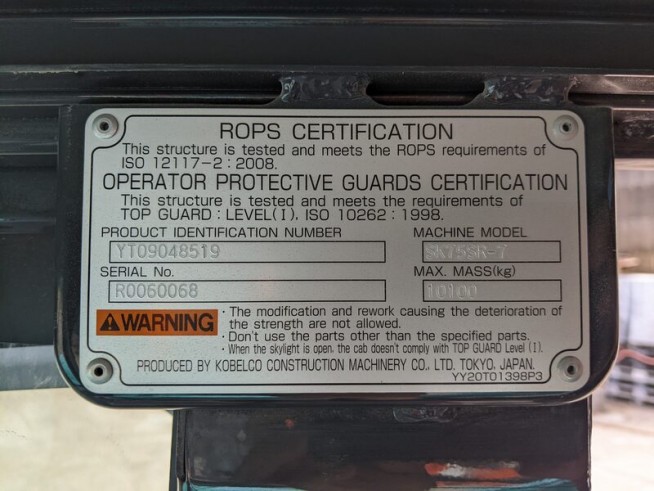 ROPS CERTIFICATION
This structure is tested and meets the ROPS requirements of
ISO 12117-2 : 2008.
OPERATOR PROTECTIVE GUARDS CERTIFICATION
This structure is tested and meets the requirements of
TOP GUARD : LEVEL(I), ISO 10262 : 1998.
PRODUCT IDENTIFICATION NUMBER
MACHINE MODEL
YT09048519
SK75SR-7
SERIAL No.
MAX. MASS(kg)
R0060068
10100
WARNING
· The modification and rework causing the deterioration of
the strength are not allowed.
· Don't use the parts other than the specified parts.
· When the skylight is open, the cab doesn't comply with TOP GUARD Level (I).
PRODUCED BY KOBELCO CONSTRUCTION MACHINERY CO., LTD. TOKYO, JAPAN.
YY20T01398P3